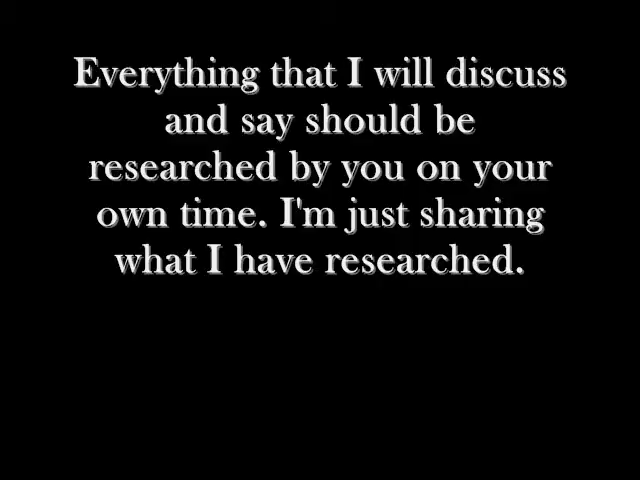 Everything that I will discuss
and say should be
researched by you on your
own time. I'm just sharing
what I have researched.